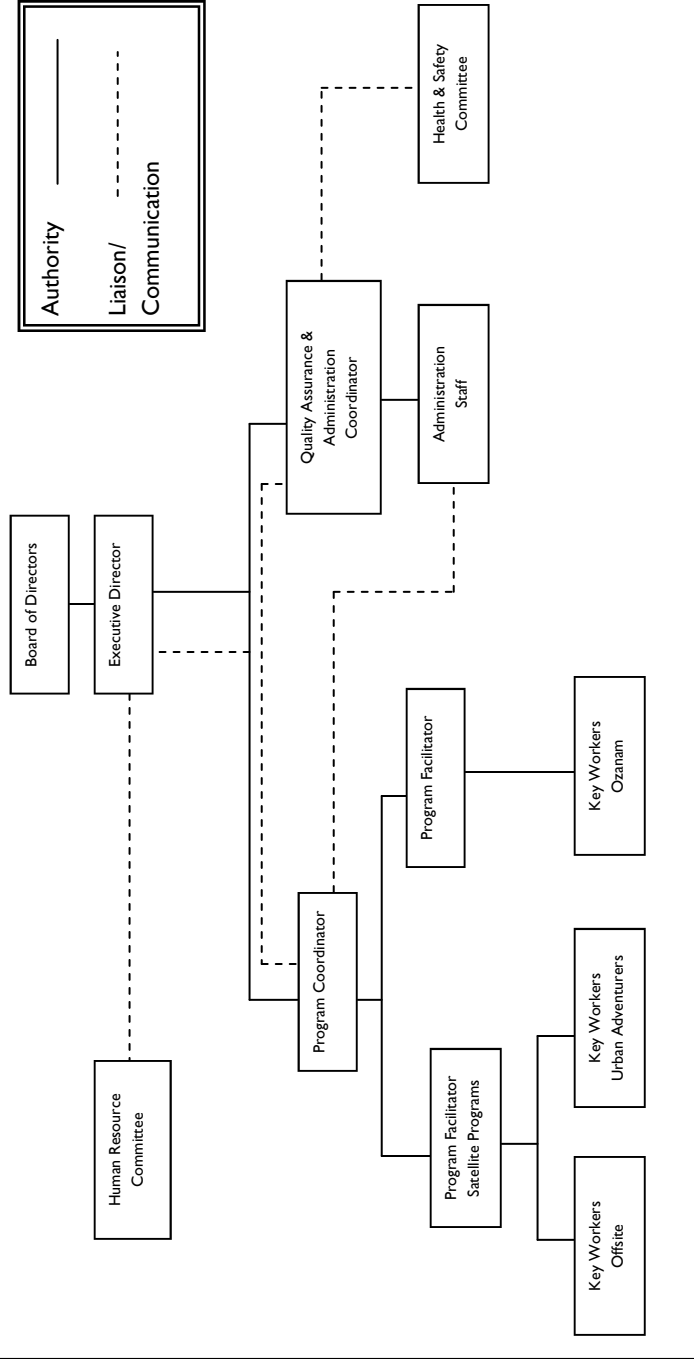 Authority
Liaison/
Communication
Board of Directors
Executive Director
Human Resource
Committee
Quality Assurance &
Administration
Coordinator
Health & Safety
Committee
Program Coordinator
Administration
Staff
Program Facilitator
Program Facilitator
Satellite Programs
Key Workers
Offsite
Key Workers
Urban Adventurers
Key Workers
Ozanam